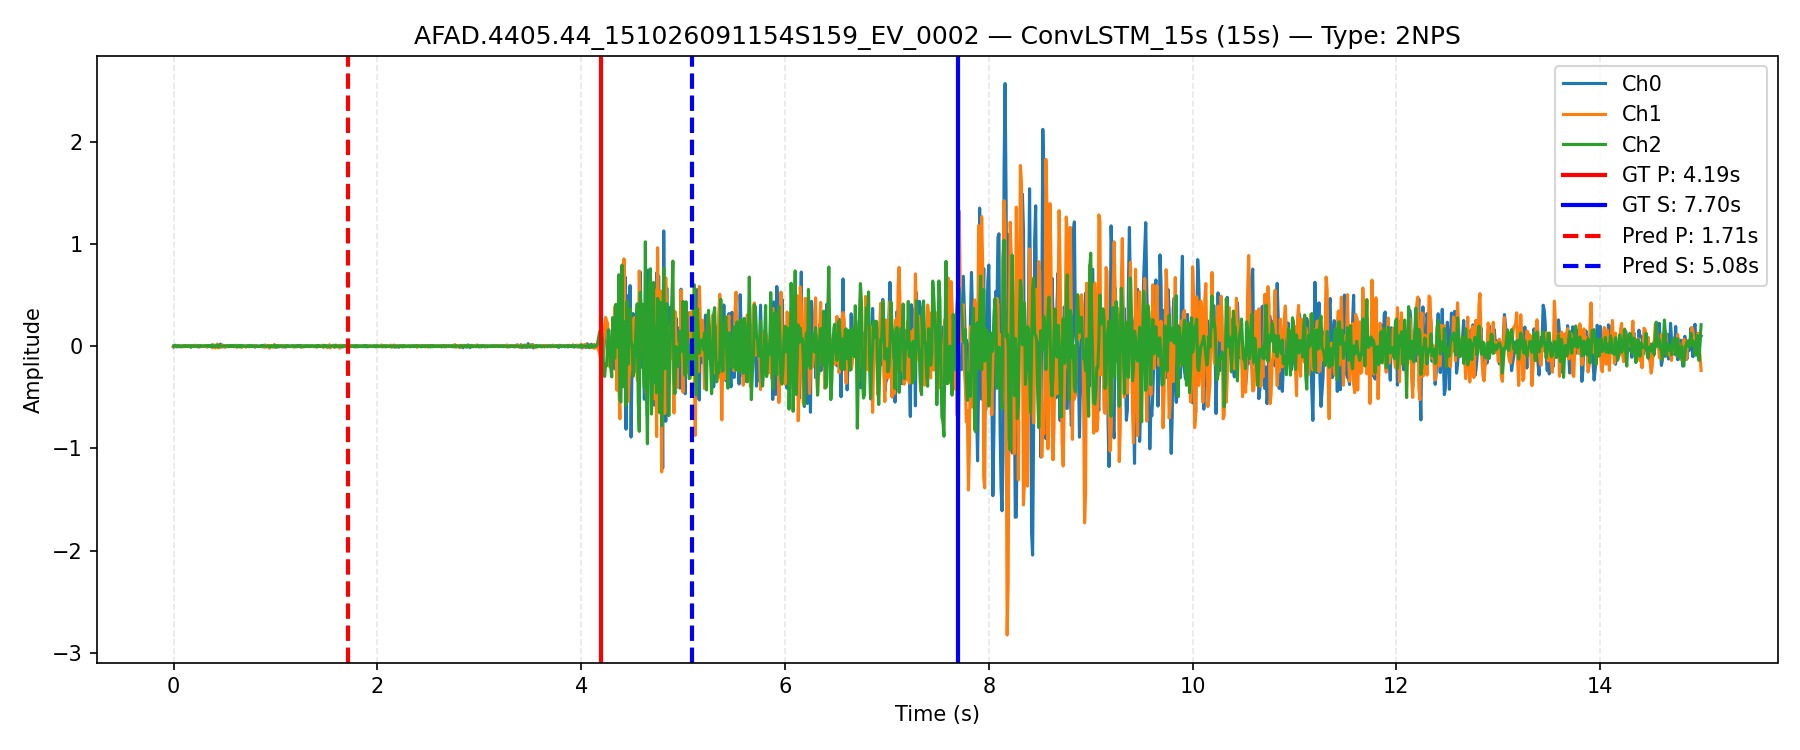 AFAD.4405.44_151026091154S159_EV_0002 — ConvLSTM_15s (15s) — Type: 2NPS
Ch0
Ch1
Ch2
GT P: 4.19s
GT S: 7.70s
Pred P: 1.71s
Pred S: 5.08s
Amplitude
2
1
0
−1
−2
−3
0
2
4
6
8
10
12
14
Time (s)